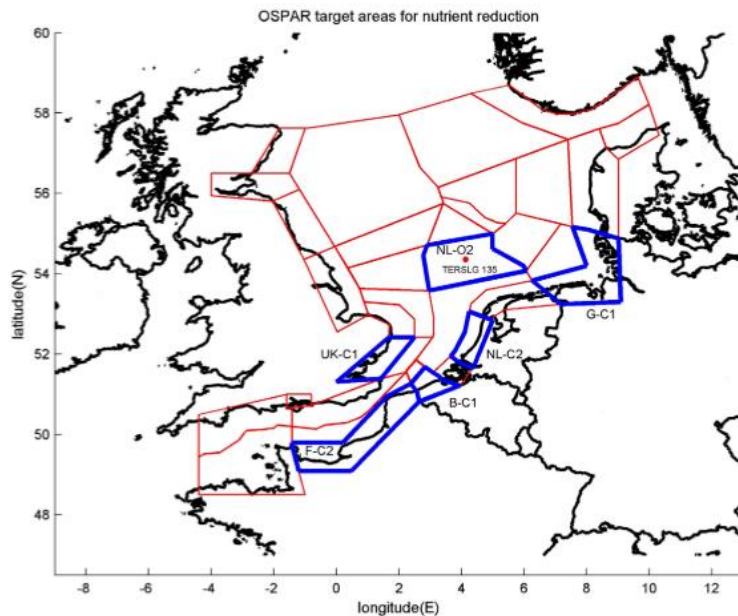 OSPAR target areas for nutrient reduction
60
58
56
54
52
50
48
latitude(N)
NL-O2
TERSLG 135
G-C1
UK-C1
NL-C2
B-C1
F-C2
-8 -6 -4 -2 0 2 4 6 8 10 12
longitude(E)